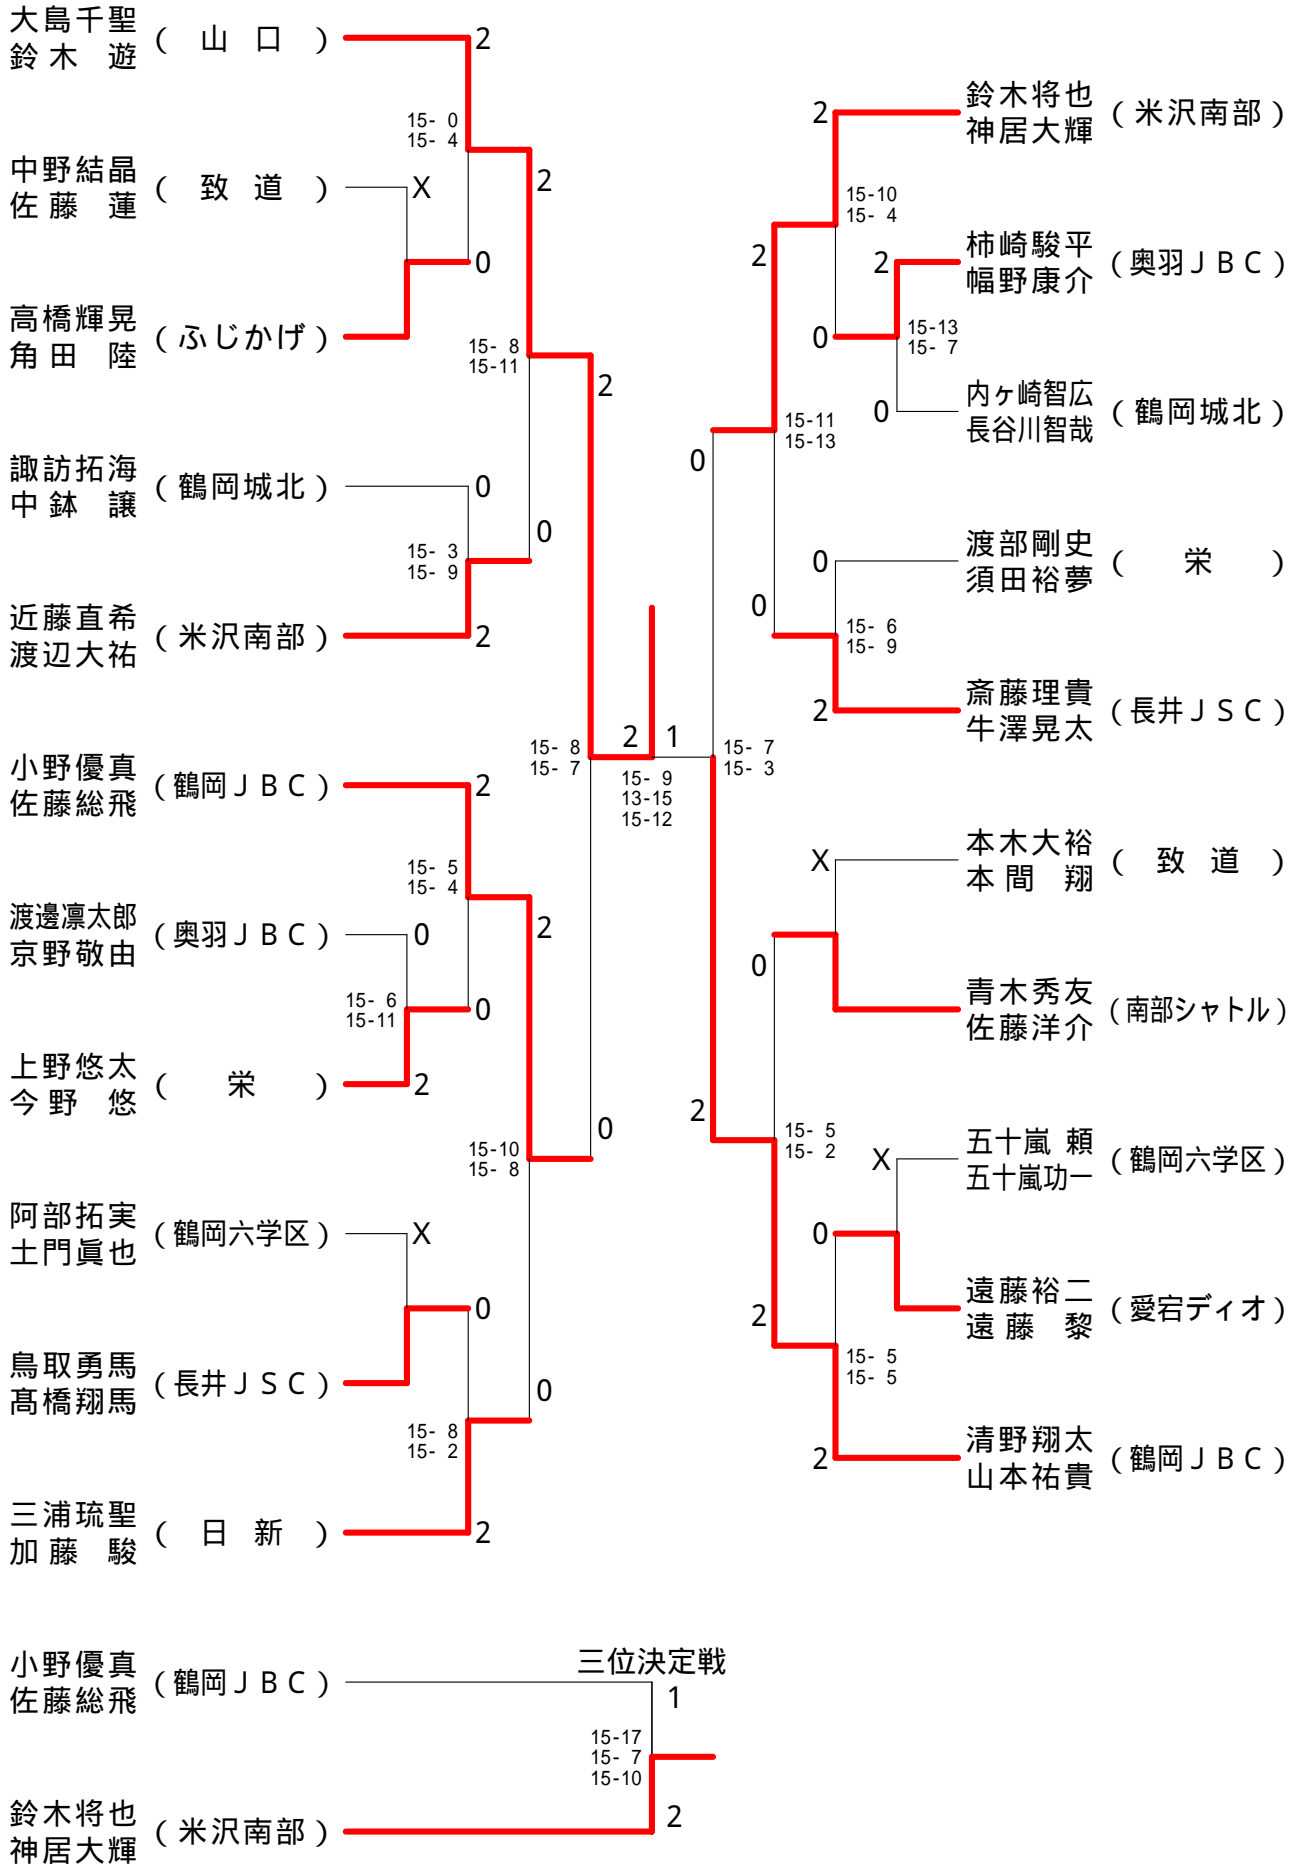 大島千聖
鈴木 遊
( 山 口 )
2
15- 0
15- 4
中野結晶
佐藤 蓮
( 致 道 )
X
2
0
高橋輝晃
角田 陸
(ふじかげ)
15- 8
15-11
2
諏訪拓海
中鉢 譲
(鶴岡城北)
0
0
15- 3
15- 9
近藤直希
渡辺大祐
(米沢南部)
2
小野優真
佐藤総飛
(鶴岡JBC)
2
15- 8
15- 7
15- 5
15- 4
渡邊凛太郎
京野敬由
(奥羽JBC)
0
2
15- 6
15-11
0
上野悠太
今野 悠
( 栄 )
2
0
15-10
15- 8
阿部拓実
土門眞也
(鶴岡六学区)
X
0
鳥取勇馬
髙橋翔馬
(長井JSC)
0
15- 8
15- 2
三浦琉聖
加藤 駿
( 日 新 )
2
2
1
15- 9
13-15
15-12
2
鈴木将也
神居大輝
(米沢南部)
15-10
15- 4
2
2
柿崎駿平
幅野康介
(奥羽JBC)
0
15-13
15- 7
0
内ヶ崎智広
長谷川智哉
(鶴岡城北)
15-11
15-13
0
0
渡部剛史
須田裕夢
( 栄 )
0
15- 6
15- 9
2
斎藤理貴
牛澤晃太
(長井JSC)
15- 7
15- 3
X
本木大裕
本間 翔
( 致 道 )
0
青木秀友
佐藤洋介
(南部シャトル)
2
15- 5
15- 2
X
五十嵐 頼
五十嵐功一
(鶴岡六学区)
0
遠藤裕二
遠藤 黎
(愛宕ディオ)
2
15- 5
15- 5
2
清野翔太
山本祐貴
(鶴岡JBC)
三位決定戦
小野優真
佐藤総飛
(鶴岡JBC)
1
15-17
15- 7
15-10
鈴木将也
神居大輝
(米沢南部)
2